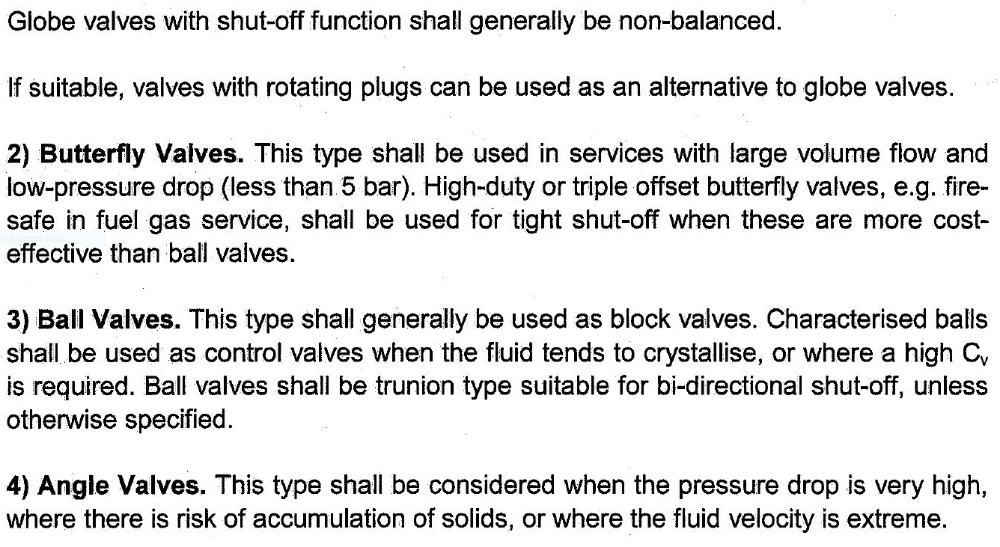 Globe valves with shut-off function shall generally be non-balanced.
If suitable, valves with rotating plugs can be used as an alternative to globe valves.
2) Butterfly Valves. This type shall be used in services with large volume flow and
low-pressure drop (less than 5 bar). High-duty or triple offset butterfly valves, e.g. fire-
safe in fuel gas service, shall be used for tight shut-off when these are more cost-
Full-screen Snip
effective than ball valves.
3) Ball Valves. This type shall generally be used as block valves. Characterised balls
shall be used as control valves when the fluid tends to crystallise, or where a high Cv
is required. Ball valves shall be trunion type suitable for bi-directional shut-off, unless
otherwise specified.
4) Angle Valves. This type shall be considered when the pressure drop is very high,
where there is risk of accumulation of solids, or where the fluid velocity is extreme.